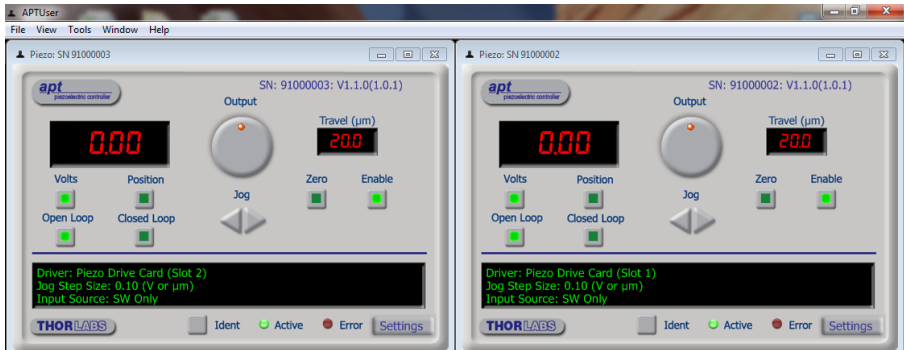 APTUser
File View Tools Window Help
Piezo: SN 91000003
apt
piezoelectric controller
SN: 91000003: V1.1.0(1.0.1)
Output
Travel (µm)
0.00
20.0
Volts Position Jog Zero Enable
Open Loop Closed Loop
Driver: Piezo Drive Card (Slot 2)
Jog Step Size: 0.10 (V or µm)
Input Source: SW Only
THORLABS Ident Active Error Settings
Piezo: SN 91000002
apt
piezoelectric controller
SN: 91000002: V1.1.0(1.0.1)
Output
Travel (µm)
0.00
20.0
Volts Position Jog Zero Enable
Open Loop Closed Loop
Driver: Piezo Drive Card (Slot 1)
Jog Step Size: 0.10 (V or µm)
Input Source: SW Only
THORLABS Ident Active Error Settings